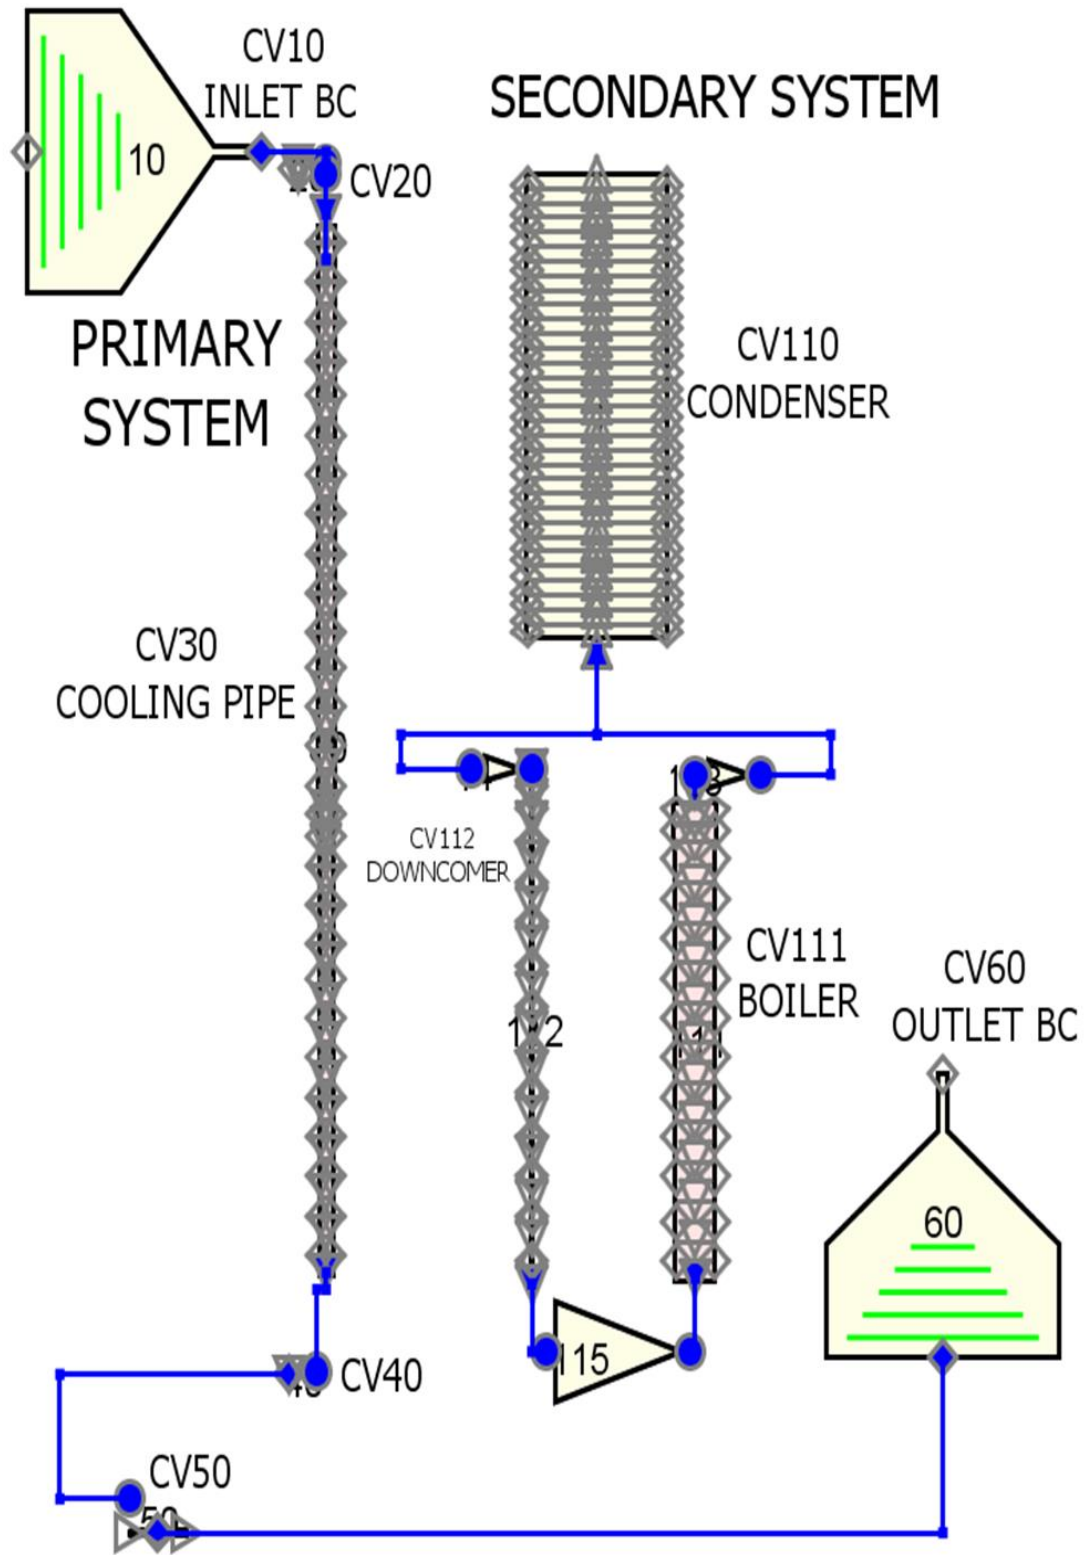 CV10
INLET BC
SECONDARY SYSTEM
10
CV20
PRIMARY
SYSTEM
CV110
CONDENSER
CV30
COOLING PIPE
CV112
DOWNCOMER
CV111
BOILER
CV60
OUTLET BC
60
115
CV40
CV50